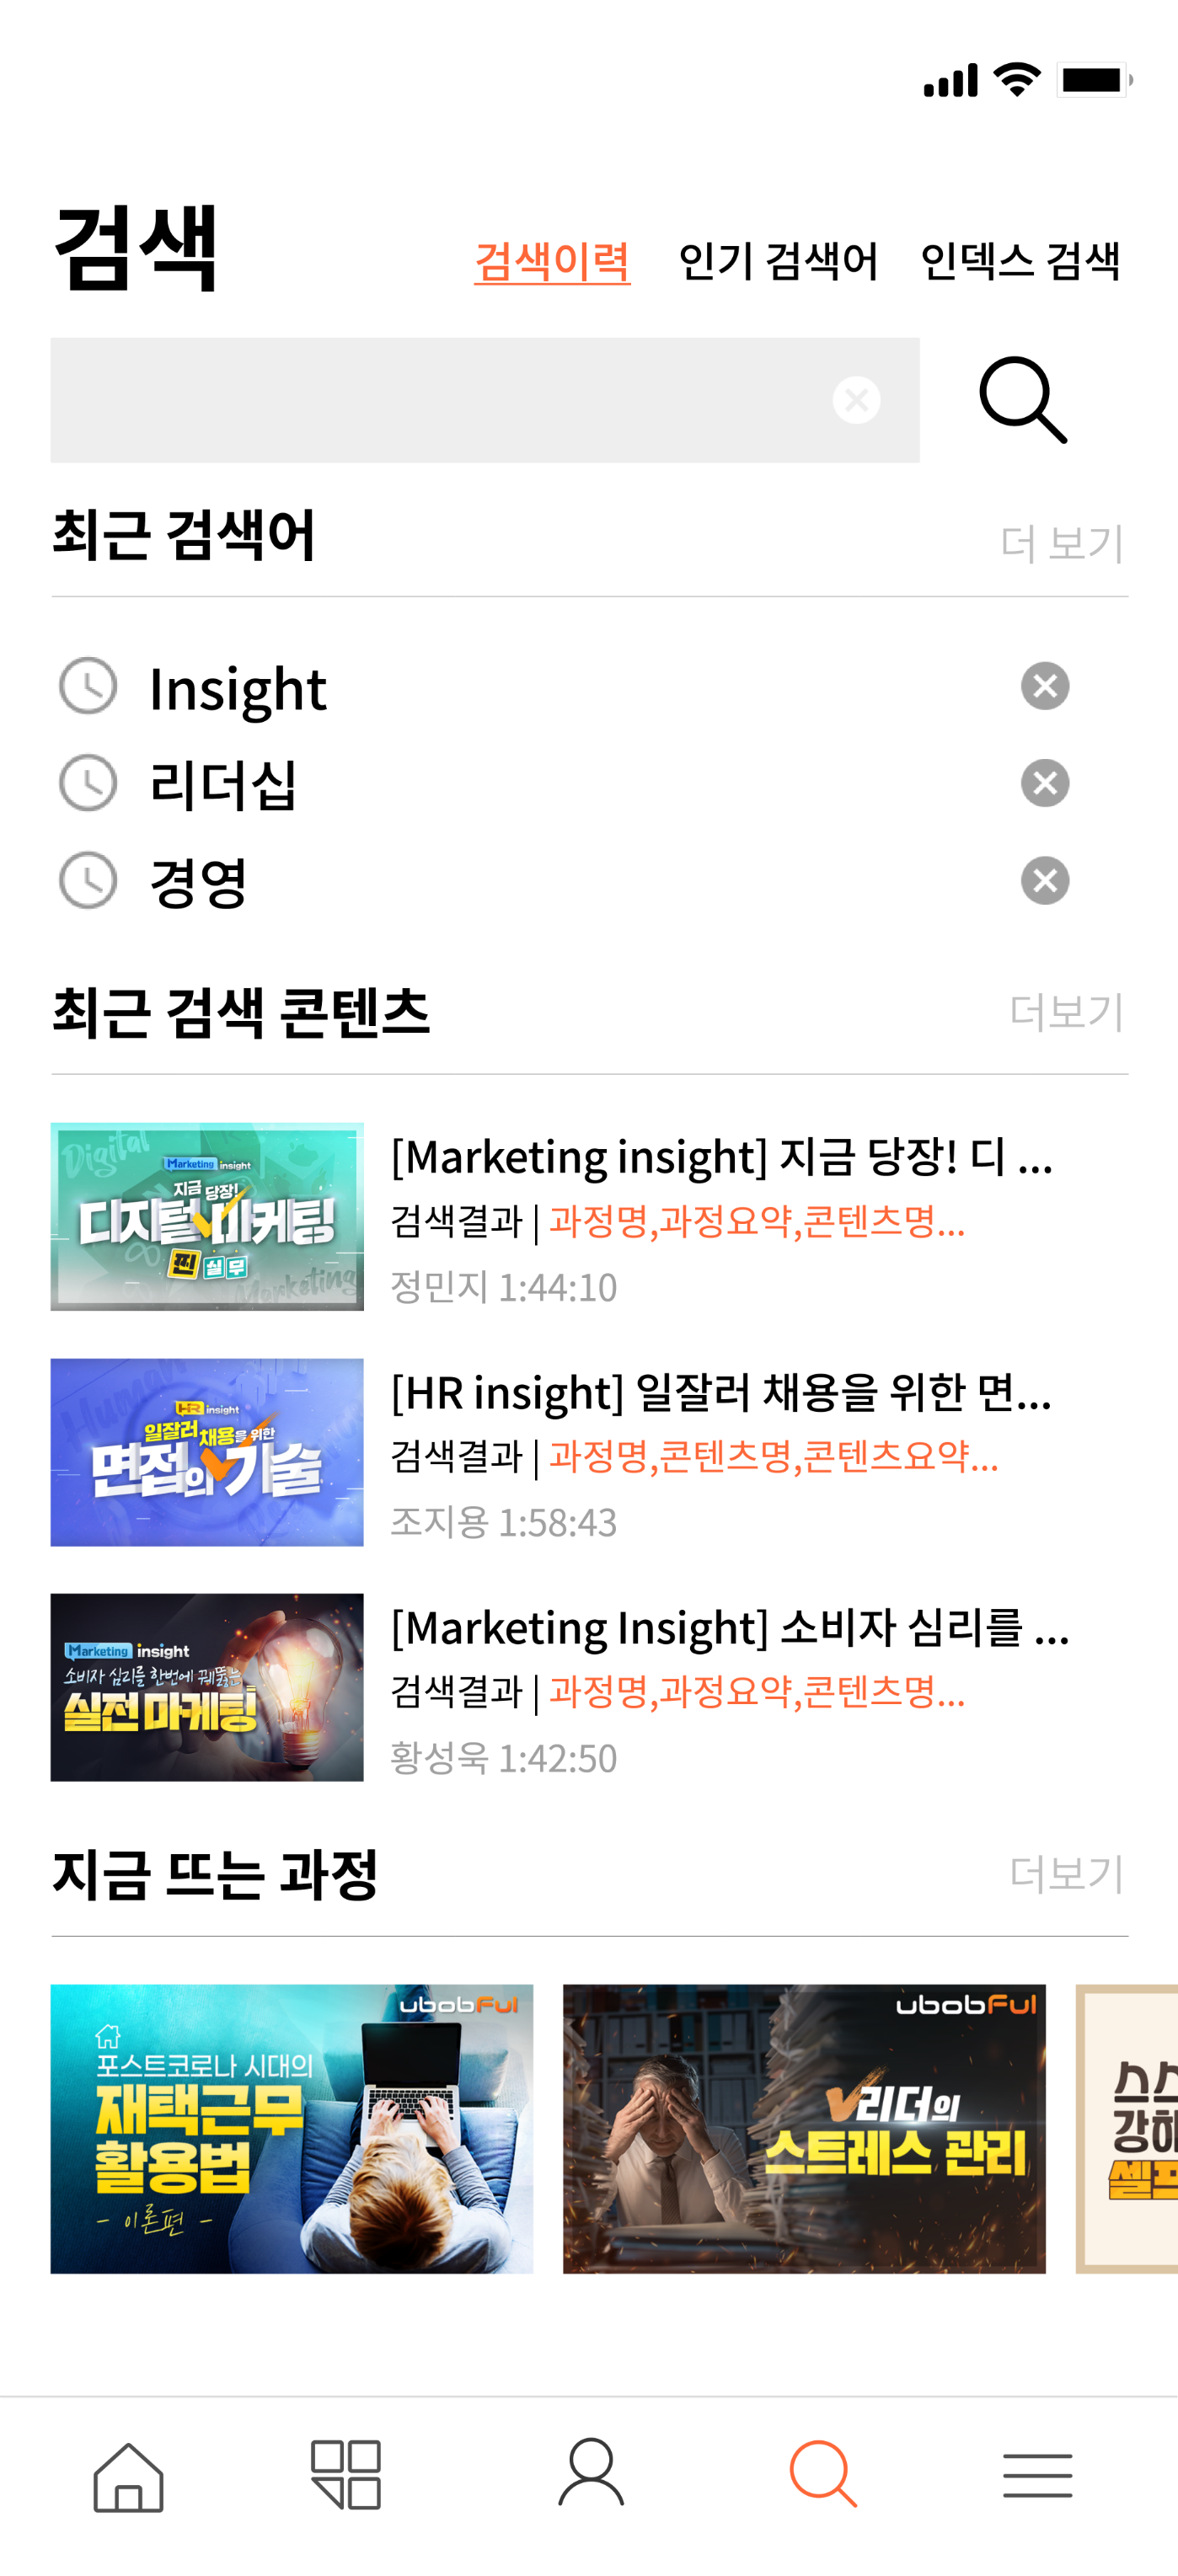 검색
검색이력 인기 검색어 인덱스 검색
최근 검색어 더 보기
Insight
리더십
경영
최근 검색 콘텐츠 더보기
Digital
Marketing insight
지금 당장!
디지털 마케팅
찐 실무
Marketing
[Marketing insight] 지금 당장! 디 ...
검색결과 | 과정명,과정요약,콘텐츠명...
정민지 1:44:10
Human
HR insight
일잘러 채용을 위한
면접의 기술
[HR insight] 일잘러 채용을 위한 면...
검색결과 | 과정명,콘텐츠명,콘텐츠요약...
조지용 1:58:43
Marketing insight
소비자 심리를 한번에 꿰뚫는
실전 마케팅
[Marketing Insight] 소비자 심리를 ...
검색결과 | 과정명,과정요약,콘텐츠명...
황성욱 1:42:50
지금 뜨는 과정 더보기
ubobFul
포스트코로나 시대의
재택근무
활용법
- 이론편 -
ubobFul
리더의
스트레스 관리
스스
강해
셀프